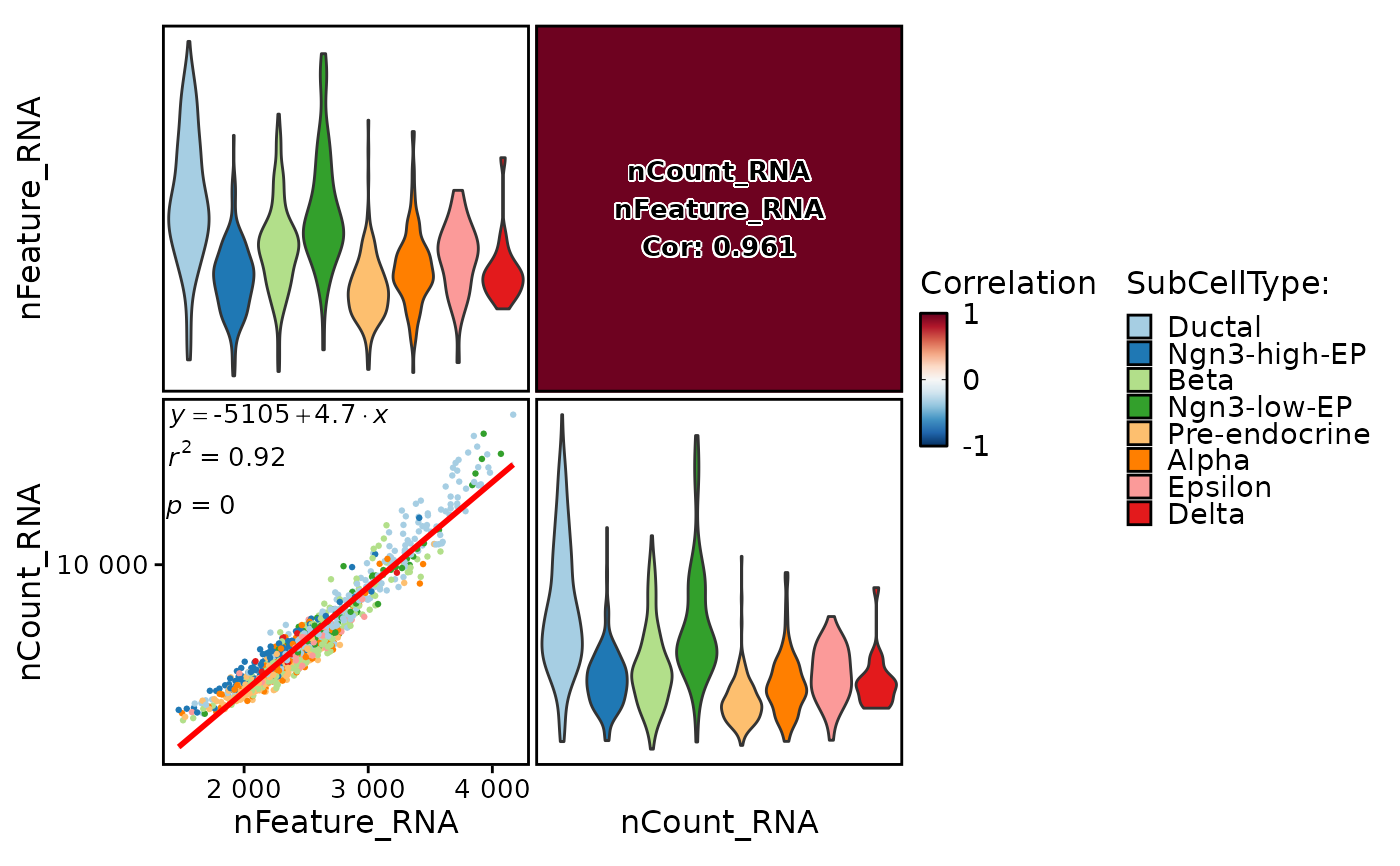 nFeature_RNA
nCount_RNA
nFeature_RNA
Cor: 0.961
nCount_RNA
10 000
y = -5105 + 4.7 · x
r² = 0.92
p = 0
2 000
3 000
4 000
nFeature_RNA
nCount_RNA
Correlation
1
0
-1
SubCellType:
Ductal
Ngn3-high-EP
Beta
Ngn3-low-EP
Pre-endocrine
Alpha
Epsilon
Delta